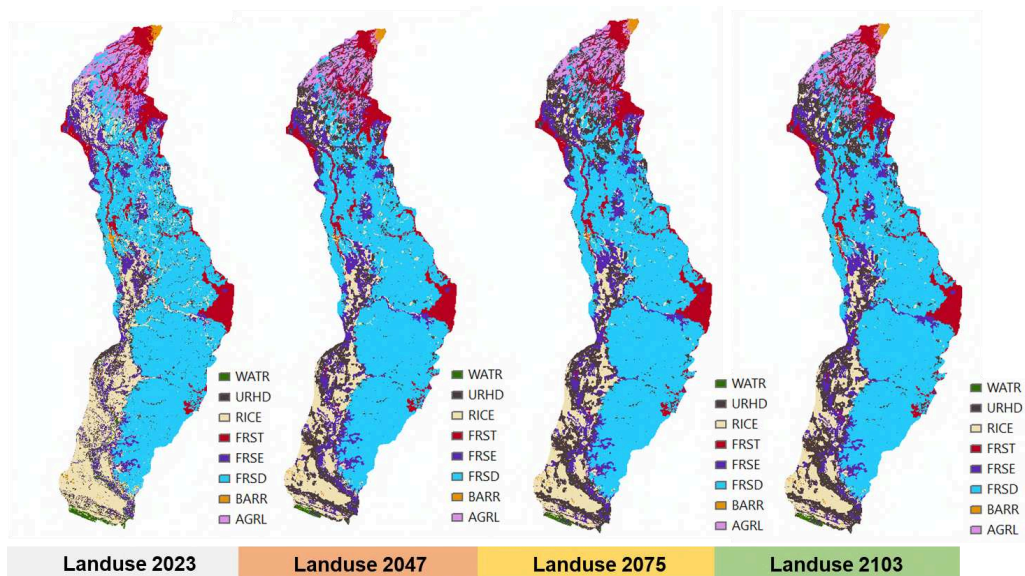 WATR
URHD
RICE
FRST
FRSE
FRSD
BARR
AGRL
WATR
URHD
RICE
FRST
FRSE
FRSD
BARR
AGRL
WATR
URHD
RICE
FRST
FRSE
FRSD
BARR
AGRL
WATR
URHD
RICE
FRST
FRSE
FRSD
BARR
AGRL
Landuse 2023
Landuse 2047
Landuse 2075
Landuse 2103